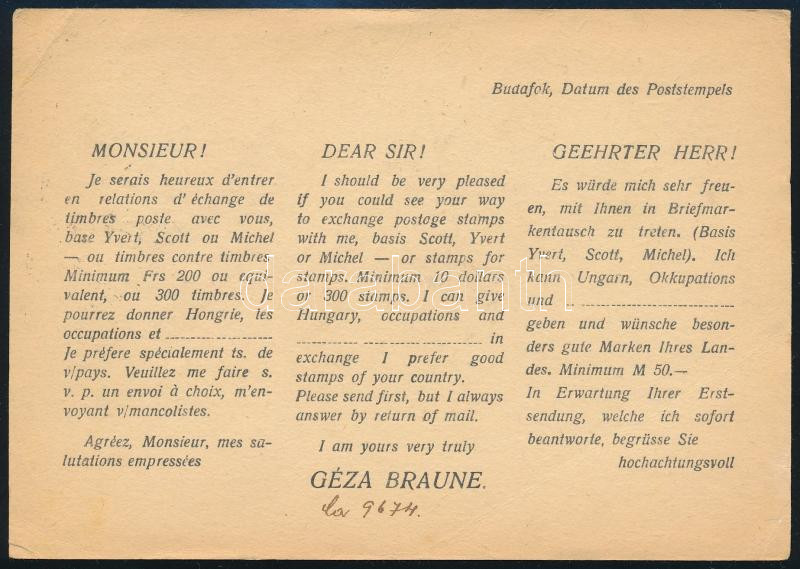 Budafok, Datum des Poststempels
MONSIEUR!
Je serais heureux d'entrer
en relations d'échange de
timbres poste avec vous,
base Yvert, Scott ou Michel
— ou timbres contre timbres
Minimum Frs 200 ou equi-
valent, ou 300 timbres. Je
pourrez donner Hongrie, les
occupations et
Je préfere spécialement ts. de
v/pays. Veuillez me faire s.
v. p. un envoi à choix, m'en-
voyant v/mancolistes.
Agréez, Monsieur, mes sa-
lutations empressées
DEAR SIR!
I should be very pleased
if you could see your way
to exchange postage stamps
with me, basis Scott, Yvert
or Michel — or stamps for
stamps. Minimum 10 dollars
or 300 stamps. I can give
Hungary, occupations and
in
exchange I prefer good
stamps of your country.
Please send first, but I always
answer by return of mail.
I am yours very truly
GÉZA BRAUNE.
ca 9674.
GEEHRTER HERR!
Es würde mich sehr freu-
en, mit Ihnen in Briefmar-
kentausch zu treten. (Basis
Yvert, Scott, Michel). Ich
kann Ungarn, Okkupations
und
geben und wünsche beson-
ders gute Marken Ihres Lan-
des. Minimum M 50.—
In Erwartung Ihrer Erst-
sendung, welche ich sofort
beantworte, begrüsse Sie
hochachtungsvoll
darabanth